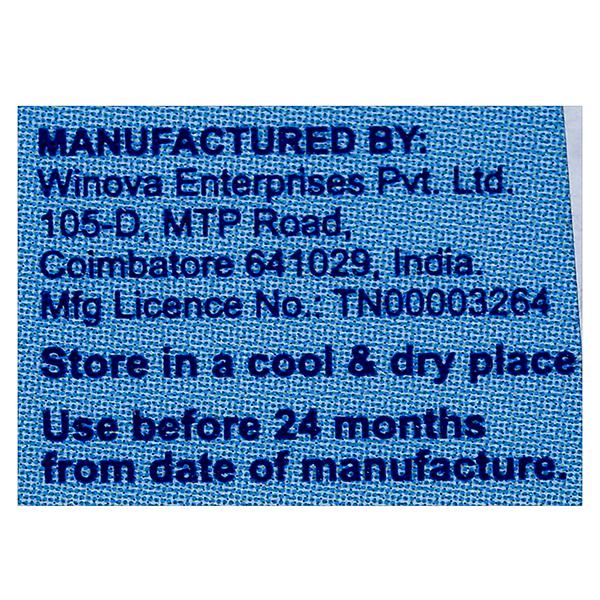 MANUFACTURED BY:
Winova Enterprises Pvt. Ltd.
105-D, MTP Road,
Coimbatore 641029, India.
Mfg Licence No.: TN00003264
Store in a cool & dry place
Use before 24 months
from date of manufacture.